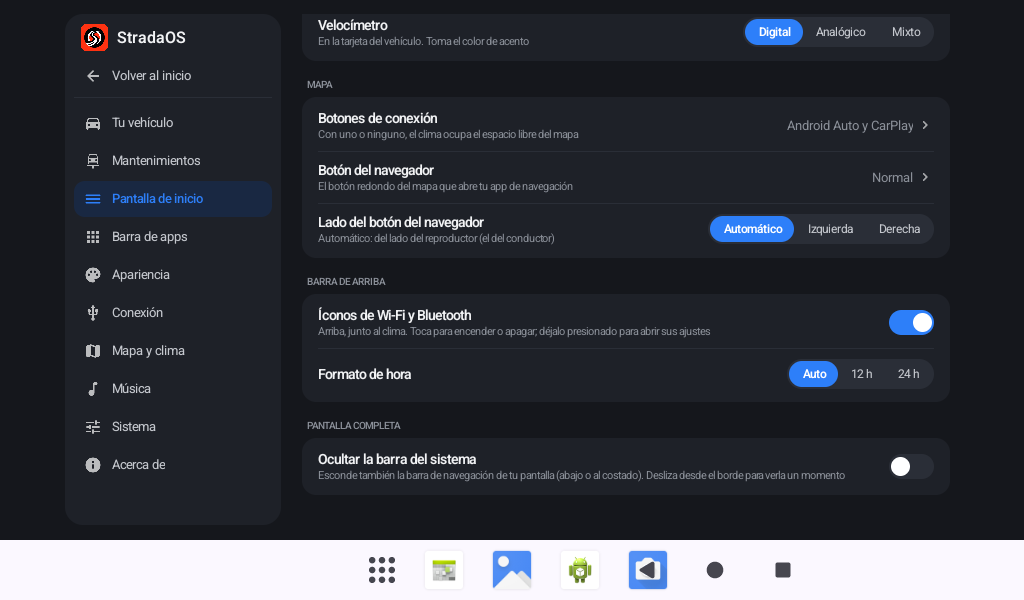 StradaOS
Volver al inicio
Tu vehículo
Mantenimientos
Pantalla de inicio
Barra de apps
Apariencia
Conexión
Mapa y clima
Música
Sistema
Acerca de
Velocímetro
En la tarjeta del vehículo. Toma el color de acento
Digital Analógico Mixto
MAPA
Botones de conexión
Con uno o ninguno, el clima ocupa el espacio libre del mapa
Android Auto y CarPlay
Botón del navegador
El botón redondo del mapa que abre tu app de navegación
Normal
Lado del botón del navegador
Automático: del lado del reproductor (el del conductor)
Automático Izquierda Derecha
BARRA DE ARRIBA
Íconos de Wi-Fi y Bluetooth
Arriba, junto al clima. Toca para encender o apagar; déjalo presionado para abrir sus ajustes
Formato de hora
Auto 12 h 24 h
PANTALLA COMPLETA
Ocultar la barra del sistema
Esconde también la barra de navegación de tu pantalla (abajo o al costado). Desliza desde el borde para verla un momento